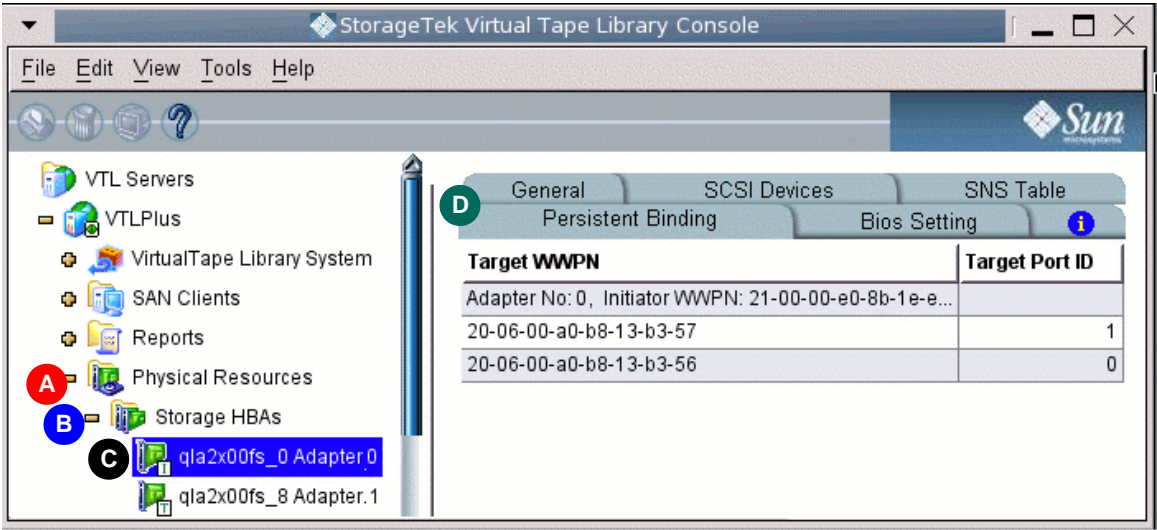 StorageTek Virtual Tape Library Console
File Edit View Tools Help
Sun
microsystems
VTL Servers
VTLPlus
VirtualTape Library System
SAN Clients
Reports
A Physical Resources
B Storage HBAs
C qla2x00fs_0 Adapter.0
I
qla2x00fs_8 Adapter.1
T
D
General SCSI Devices SNS Table
Persistent Binding Bios Setting i
Target WWPN Target Port ID
Adapter No: 0, Initiator WWPN: 21-00-00-e0-8b-1e-e...
20-06-00-a0-b8-13-b3-57 1
20-06-00-a0-b8-13-b3-56 0